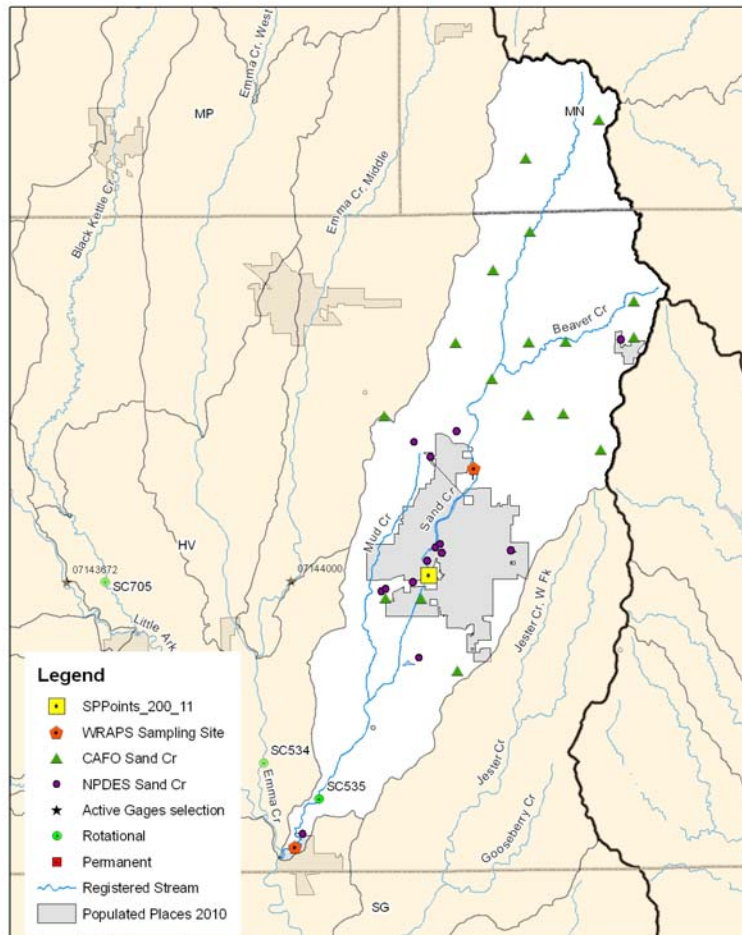 Emma Cr. West
MP
MN
Black Kettle Cr.
Emma Cr. Middle
Beaver Cr
Sand Cr
Mud Cr
HV
07143672
SC705
07144000
Little Ark
Jester Cr. W Fk
SC534
Emma Cr
SC535
Jester Cr
Gooseberry Cr
SG
Legend
SPPoints_200_11
WRAPS Sampling Site
CAFO Sand Cr
NPDES Sand Cr
Active Gages selection
Rotational
Permanent
Registered Stream
Populated Places 2010